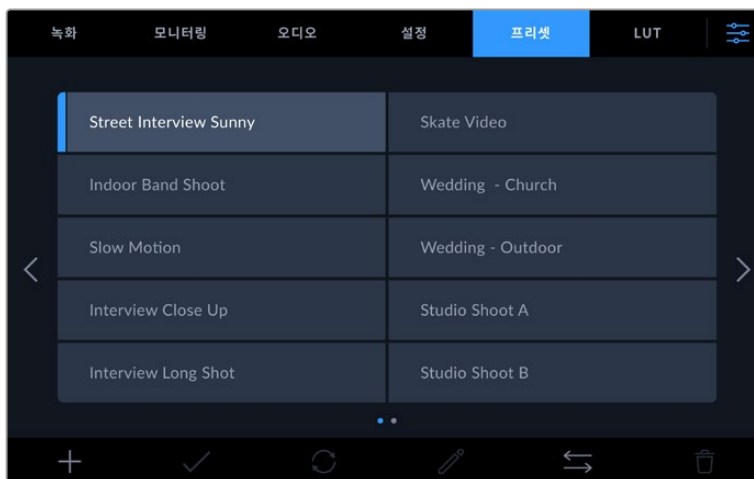 녹화 모니터링 오디오 설정 프리셋 LUT
Street Interview Sunny
Skate Video
Indoor Band Shoot
Wedding - Church
Slow Motion
Wedding - Outdoor
Interview Close Up
Studio Shoot A
Interview Long Shot
Studio Shoot B